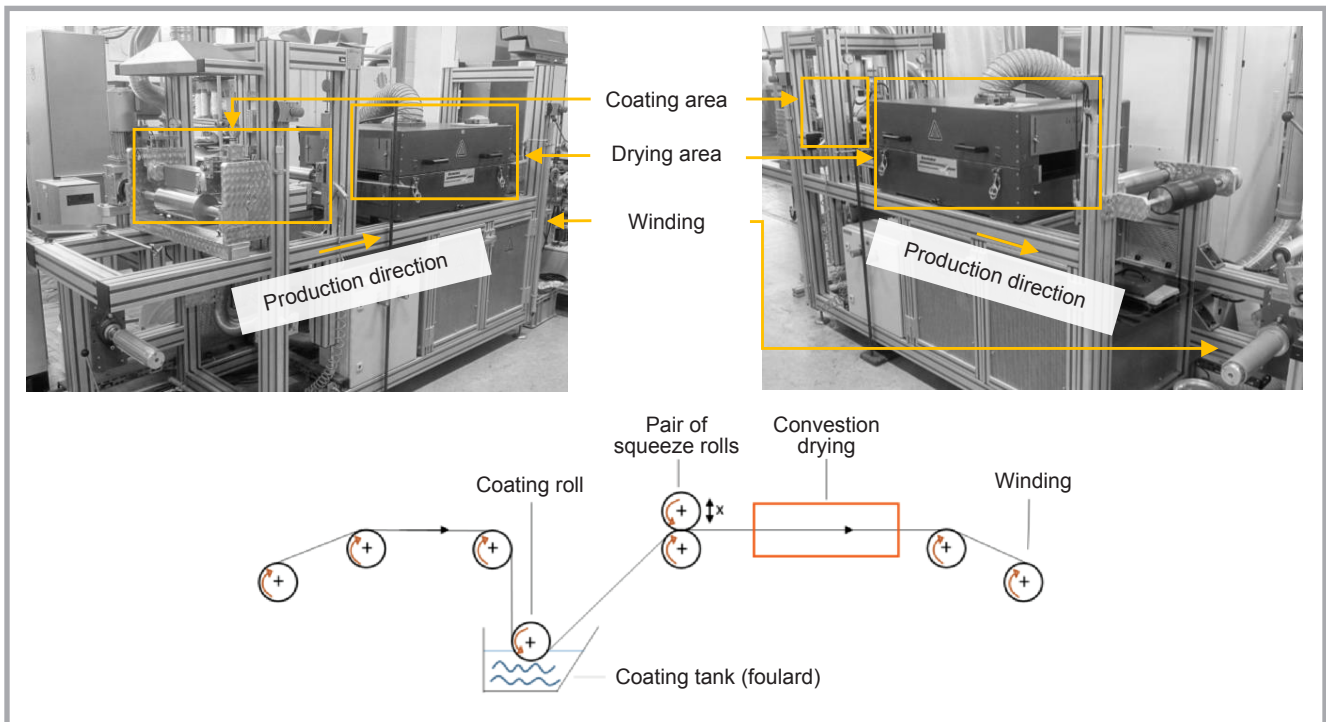 Coating area
Drying area
Winding
Production direction
Production direction
Pair of
squeeze rolls
Convestion
drying
Coating roll
x
Winding
Coating tank (foulard)